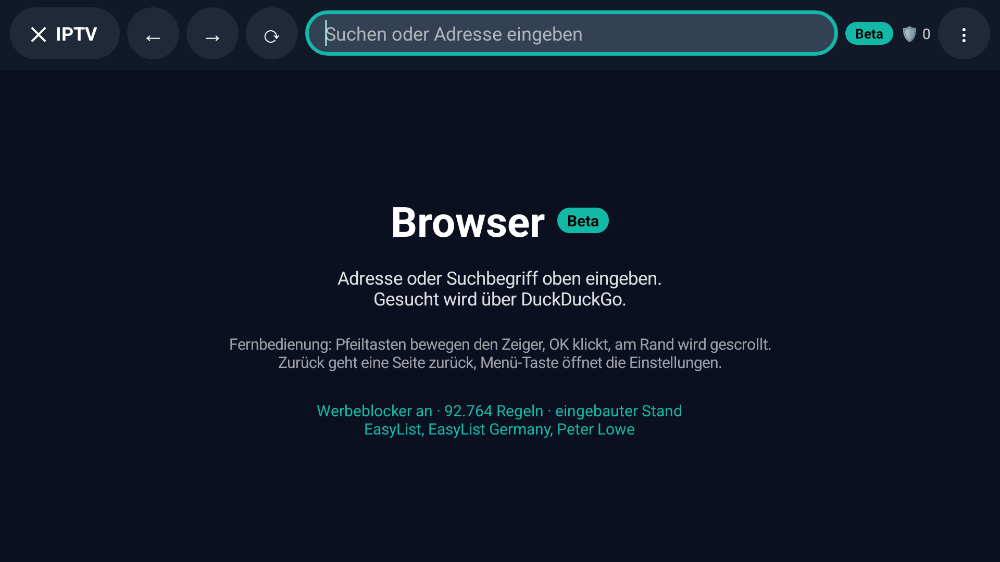 IPTV
Suchen oder Adresse eingeben
Beta
0
Browser Beta
Adresse oder Suchbegriff oben eingeben.
Gesucht wird über DuckDuckGo.
Fernbedienung: Pfeiltasten bewegen den Zeiger, OK klickt, am Rand wird gescrollt.
Zurück geht eine Seite zurück, Menü-Taste öffnet die Einstellungen.
Werbeblocker an · 92.764 Regeln · eingebauter Stand
EasyList, EasyList Germany, Peter Lowe